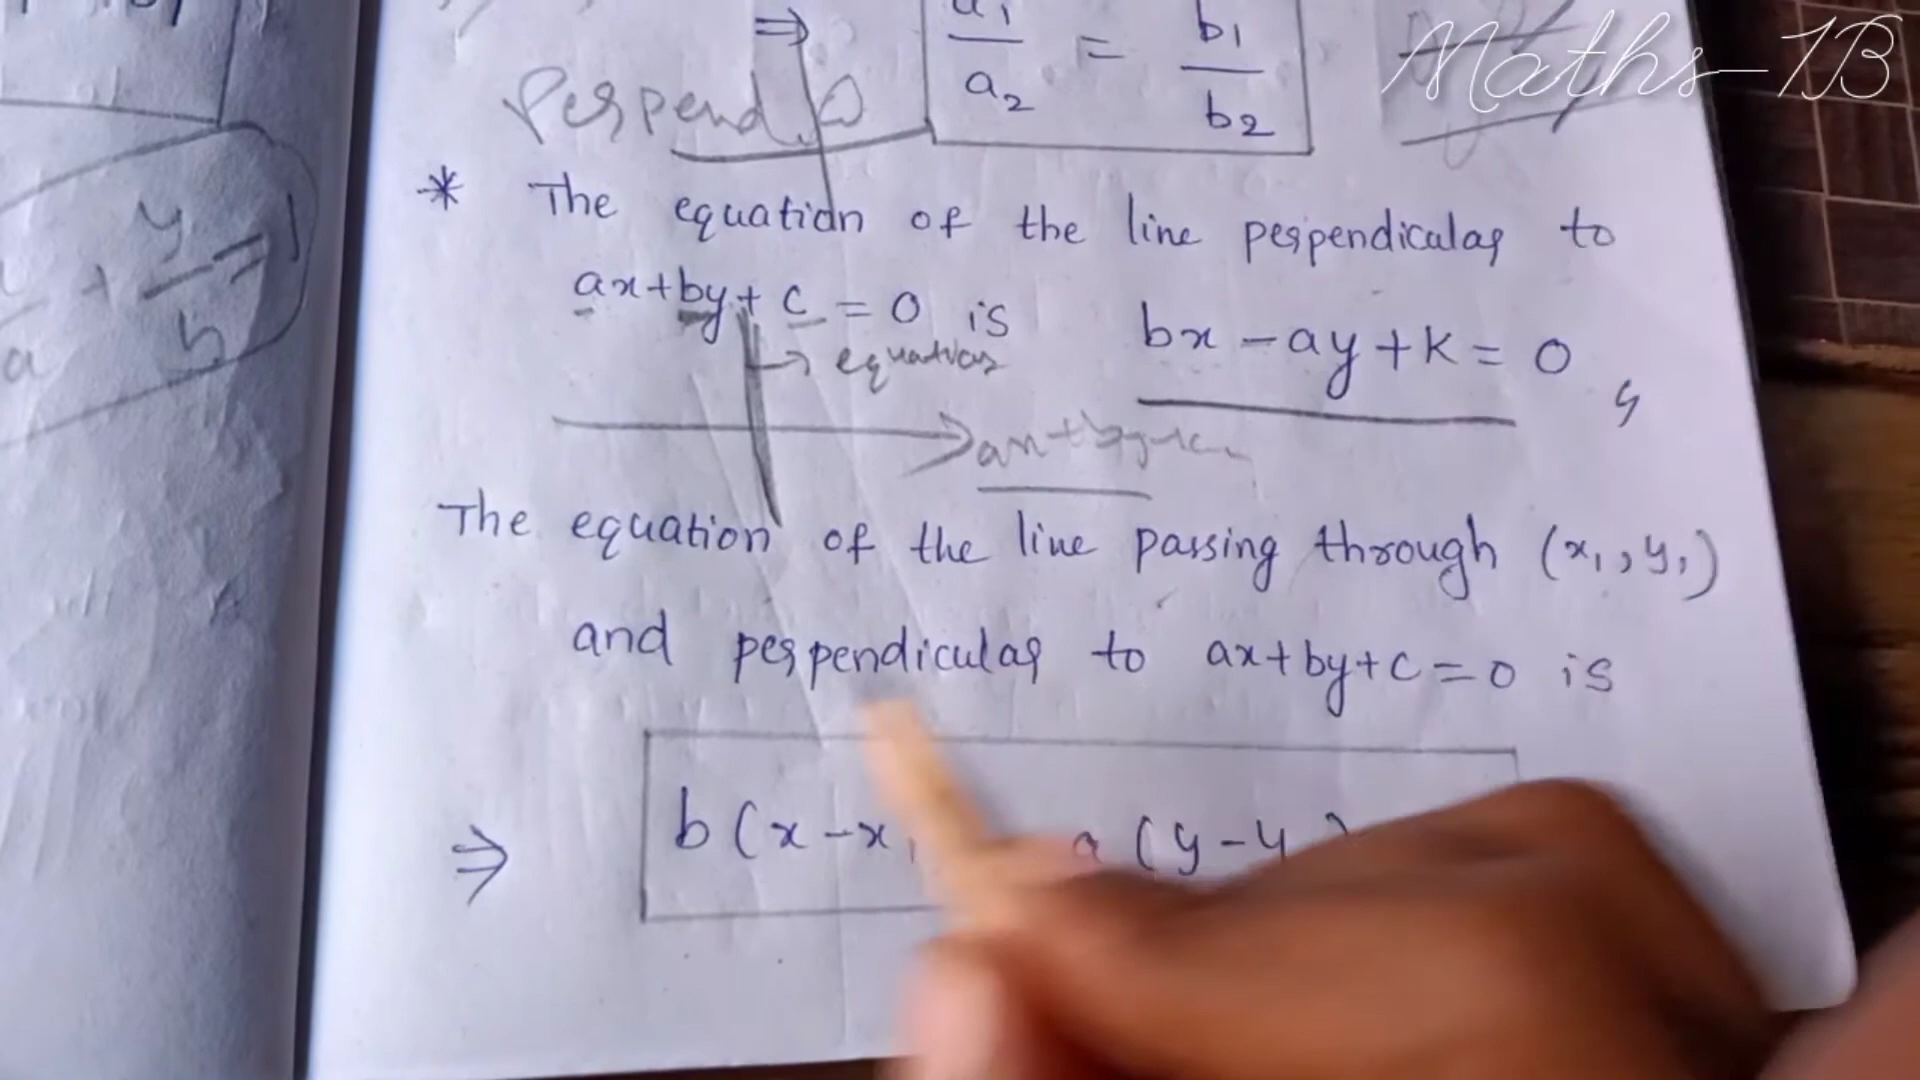 Maths-1B
⇒ a1/a2 = b1/b2
* The equation of the line perpendicular to
ax+by+c=0 is bx-ay+k=0
→ equation
The equation of the line passing through (x1,y1)
and perpendicular to ax+by+c=0 is
⇒ b(x-x1 a(y-y
y/b=1
a